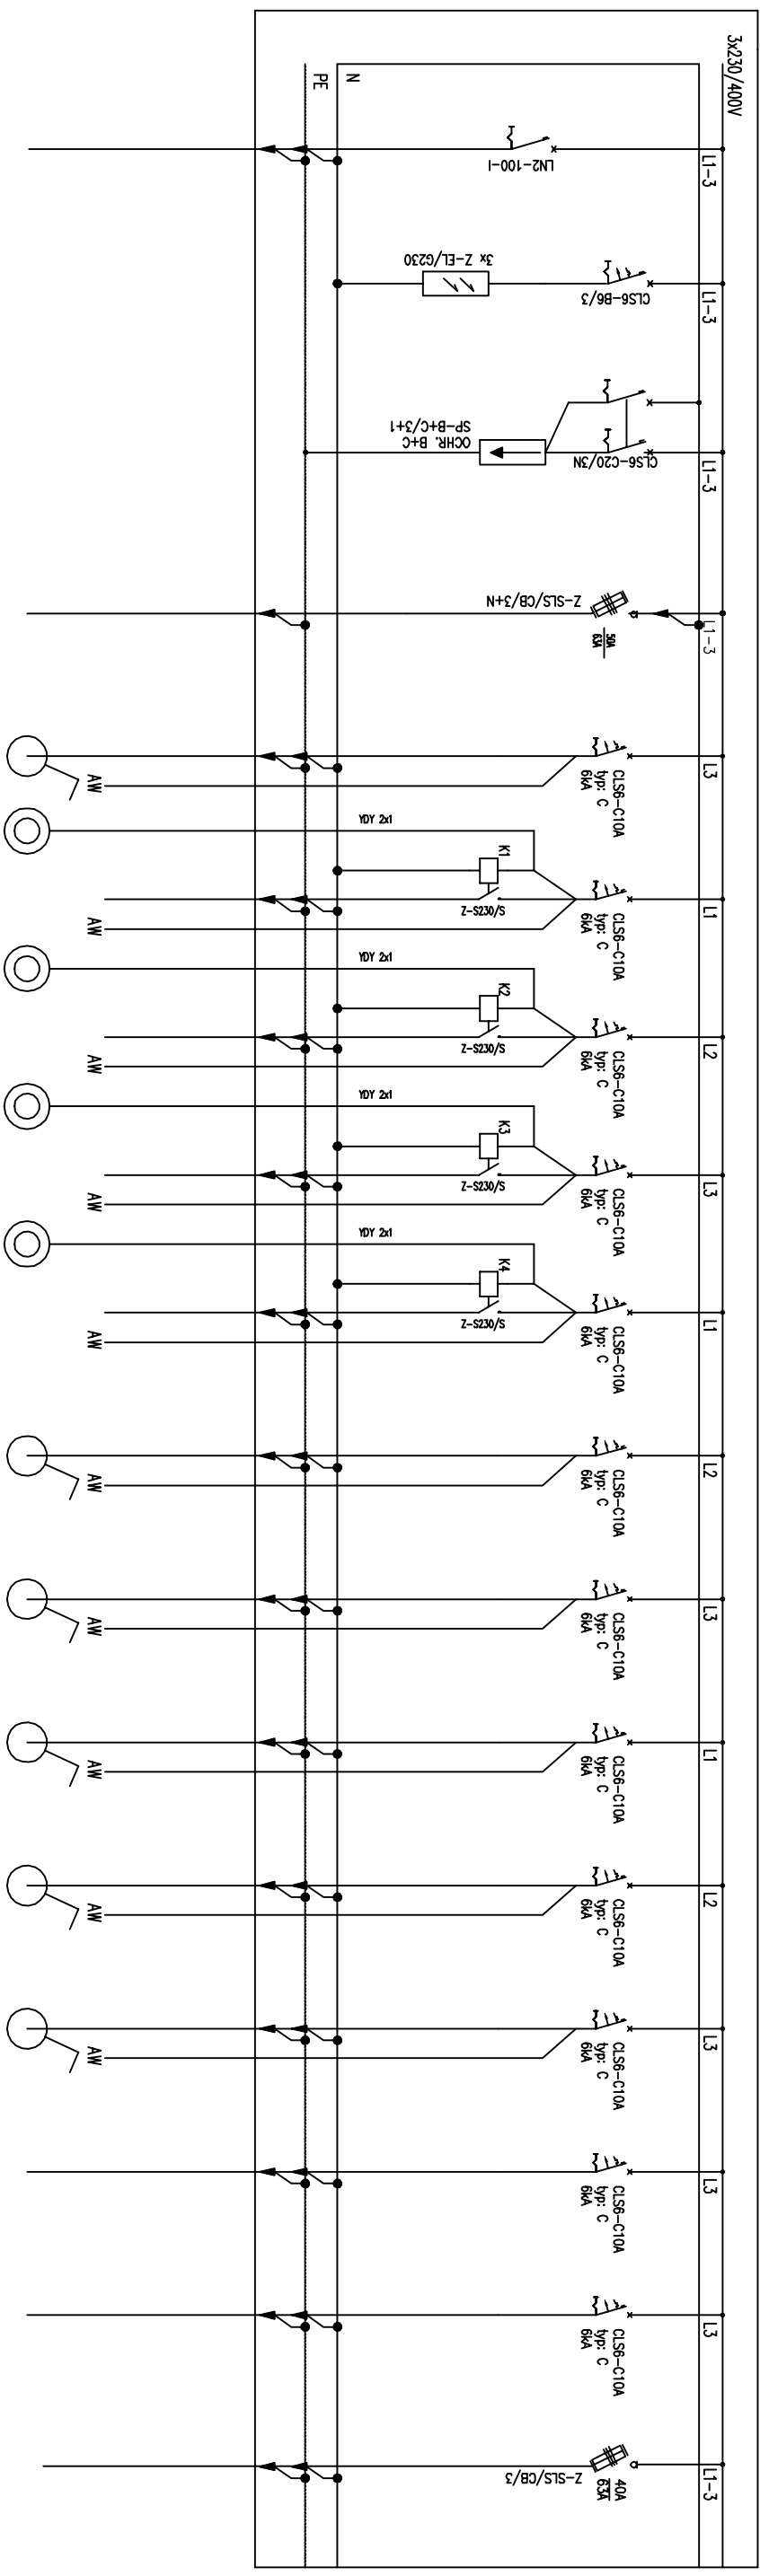 3x230/400V
N
PE
L1-3
LN2-100-I
L1-3
CLS6-B6/3
3x Z-EL/G230
L1-3
CLS6-C20/3N
OCHR. B+C
SP-B+C/3+1
L1-3
Z-SLS/CB/3+N
50A
63A
L3
CLS6-C10A
typ: C
6kA
AW
YDY 2x1
K1
Z-S230/S
L1
CLS6-C10A
typ: C
6kA
AW
YDY 2x1
K2
Z-S230/S
L2
CLS6-C10A
typ: C
6kA
AW
YDY 2x1
K3
Z-S230/S
L3
CLS6-C10A
typ: C
6kA
AW
YDY 2x1
K4
Z-S230/S
L1
CLS6-C10A
typ: C
6kA
AW
L2
CLS6-C10A
typ: C
6kA
AW
L3
CLS6-C10A
typ: C
6kA
AW
L1
CLS6-C10A
typ: C
6kA
AW
L2
CLS6-C10A
typ: C
6kA
AW
L3
CLS6-C10A
typ: C
6kA
AW
L3
CLS6-C10A
typ: C
6kA
L3
CLS6-C10A
typ: C
6kA
L1-3
Z-SLS/CB/3
40A
63A